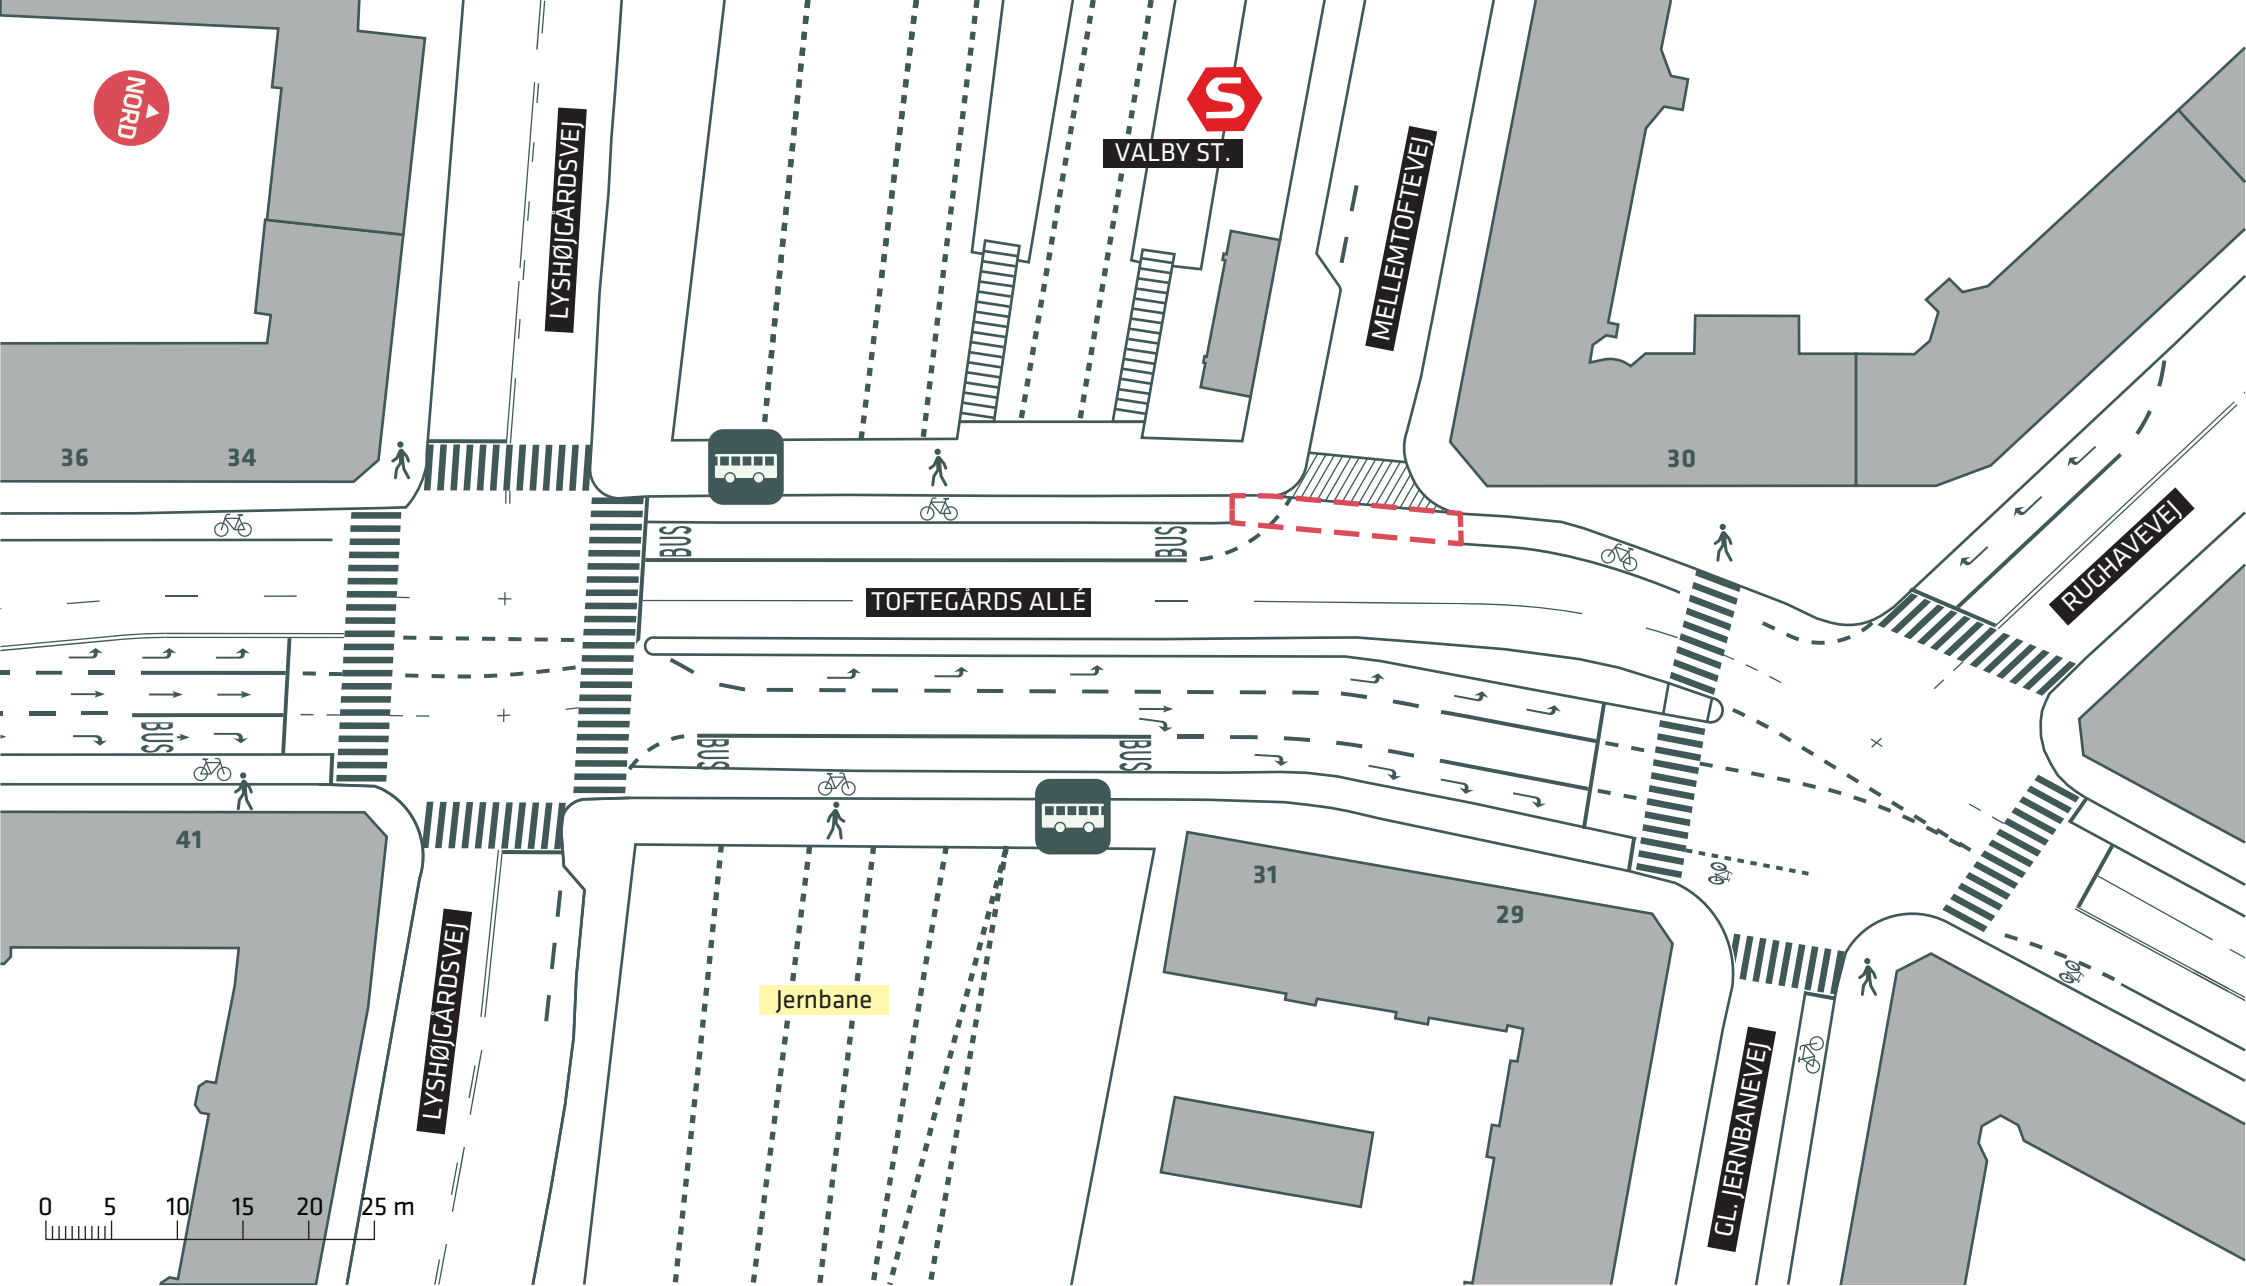 NORD
LYSHØJGÅRDSVEJ
S
VALBY ST.
MELLEMTOFTEVEJ
36
34
30
BUS
BUS
TOFTEGÅRDS ALLÉ
RUGHAVEVEJ
BUS
BUS
BUS
41
31
29
LYSHØJGÅRDSVEJ
Jernbane
GL. JERNBANEVEJ
0 5 10 15 20 25 m